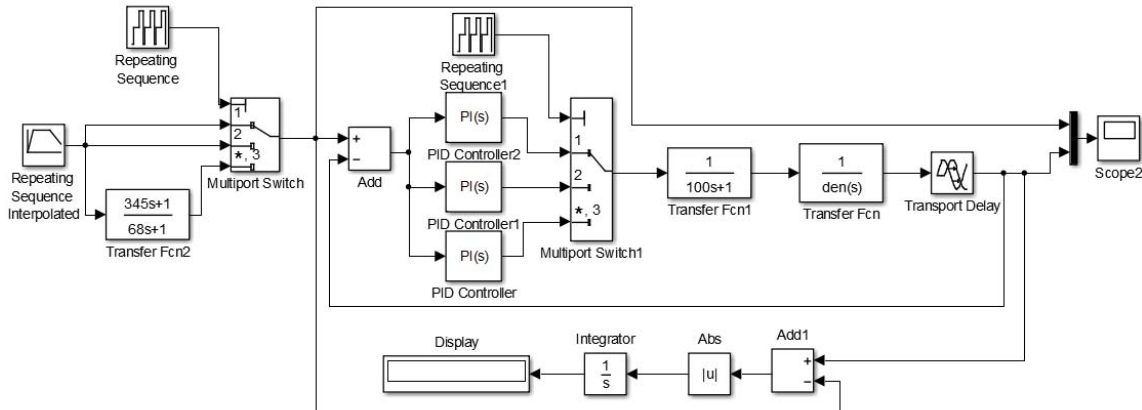 Repeating
Sequence
Repeating
Sequence
Interpolated
345s+1
68s+1
Transfer Fcn2
1
2
*, 3
Multiport Switch
+
−
Add
Repeating
Sequence1
PI(s)
PID Controller2
PI(s)
PID Controller1
PI(s)
PID Controller
1
2
*, 3
Multiport Switch1
1
100s+1
Transfer Fcn1
1
den(s)
Transfer Fcn
Transport Delay
Scope2
Display
Integrator
1
s
Abs
|u|
Add1
+
−